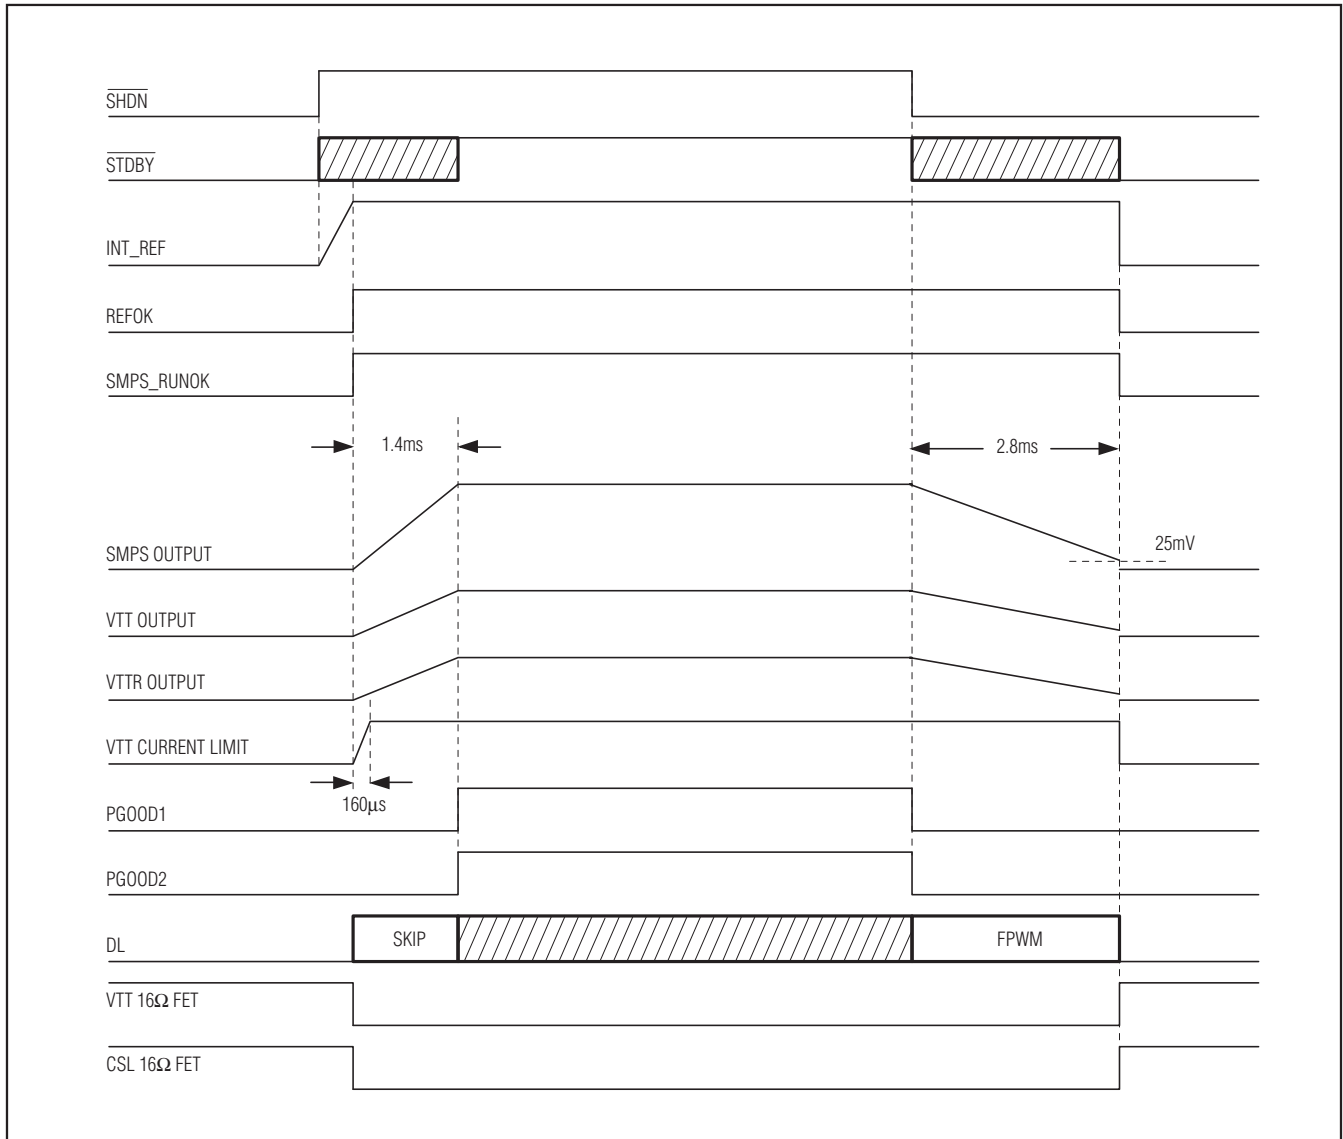 SHDN
STDBY
INT_REF
REFOK
SMPS_RUNOK
1.4ms
2.8ms
SMPS OUTPUT
25mV
VTT OUTPUT
VTTR OUTPUT
VTT CURRENT LIMIT
160μs
PGOOD1
PGOOD2
DL
SKIP
FPWM
VTT 16Ω FET
CSL 16Ω FET